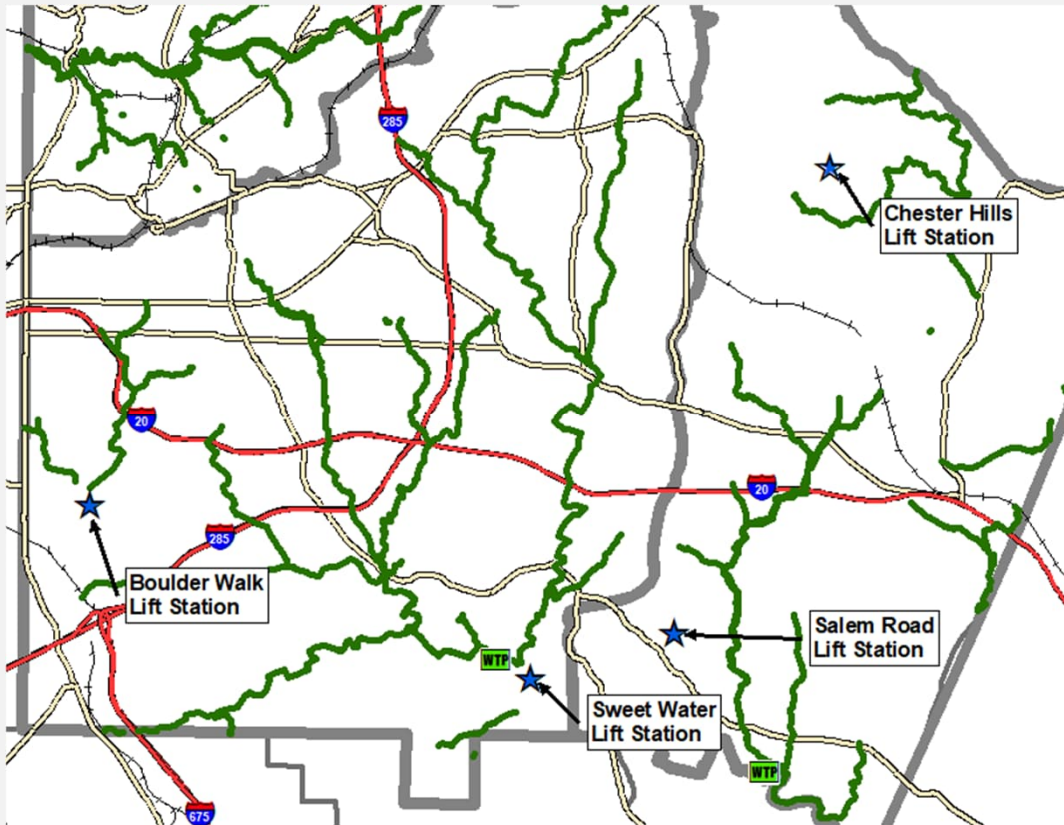 285
Chester Hills
Lift Station
20
20
285
Boulder Walk
Lift Station
Salem Road
Lift Station
WTP
Sweet Water
Lift Station
WTP
675